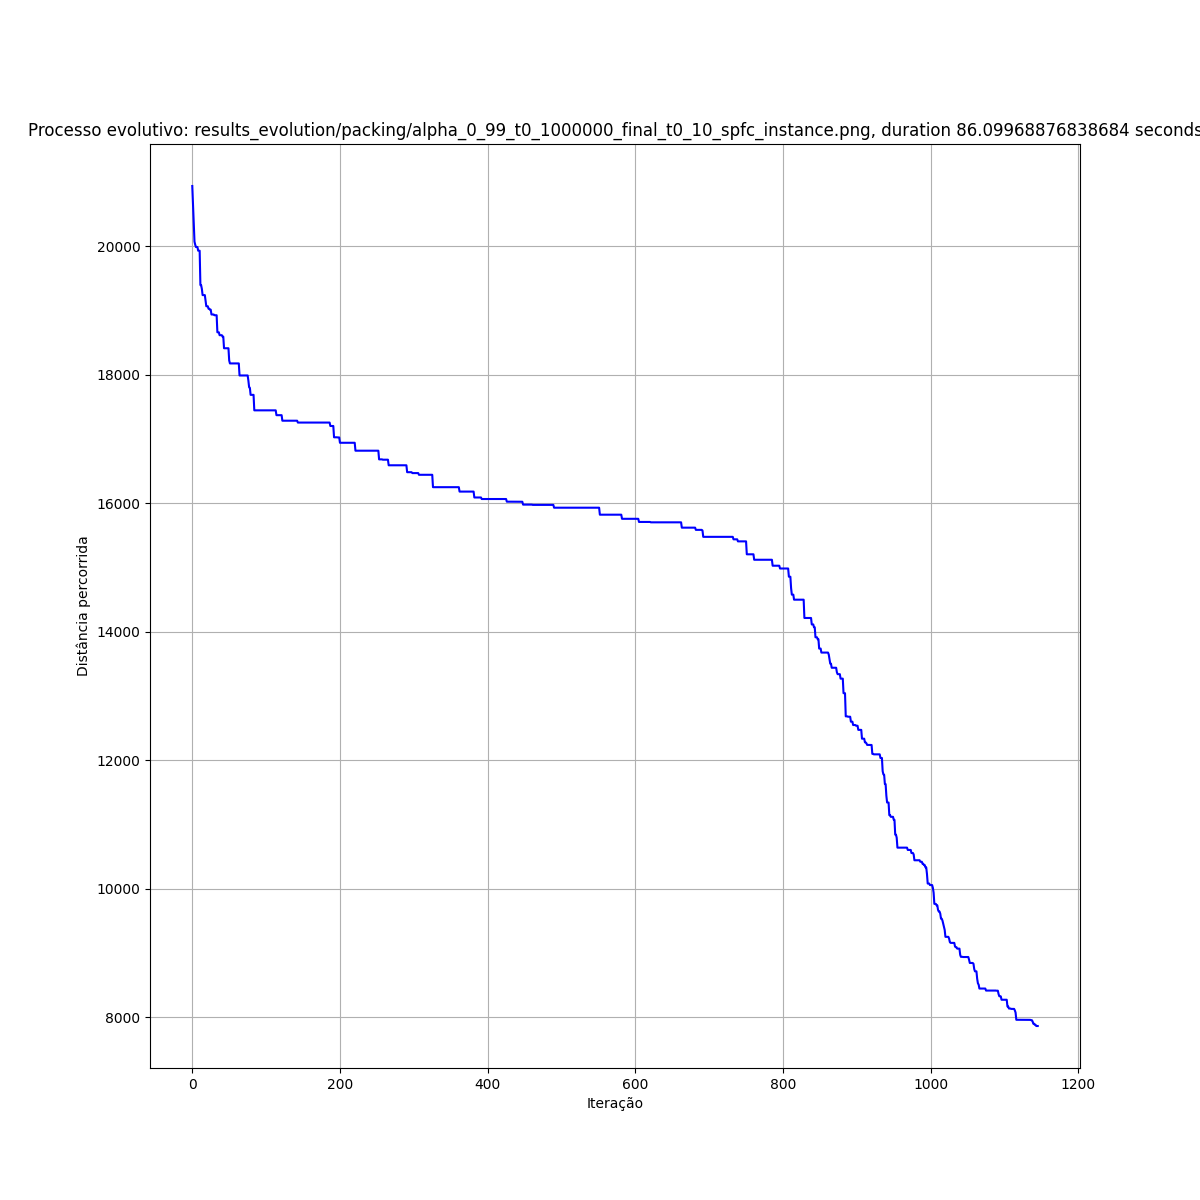 Processo evolutivo: results_evolution/packing/alpha_0_99_t0_1000000_final_t0_10_spfc_instance.png, duration 86.09968876838684 seconds
20000
18000
16000
14000
12000
10000
8000
Distância percorrida
0 200 400 600 800 1000 1200
Iteração